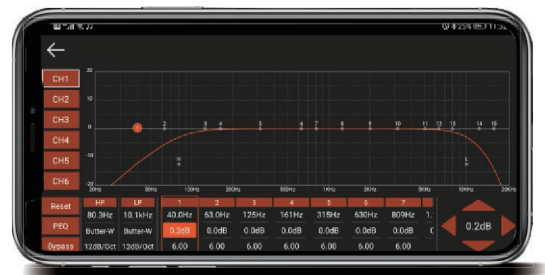 11:52
CH1
CH2
CH3
CH4
CH5
CH6
20
10
0
-10
-20
1 2 3 4 5 6 7 8 9 10 11 12 13 14 15
H
L
20Hz 50Hz 100Hz 200Hz 500Hz 1KHz 2KHz 5KHz 10KHz 20KHz
Reset HP LP 1 2 3 4 5 6 7
80.3Hz 10.1kHz 40.0Hz 63.0Hz 125Hz 161Hz 315Hz 630Hz 809Hz 1.
PEQ Butter-W Butter-W 0.2dB 0.0dB 0.0dB 0.0dB 0.0dB 0.0dB 0.0dB
Bypass 12dB/Oct 12dB/Oct 6.00 6.00 6.00 6.00 6.00 6.00 6.00
0.2dB